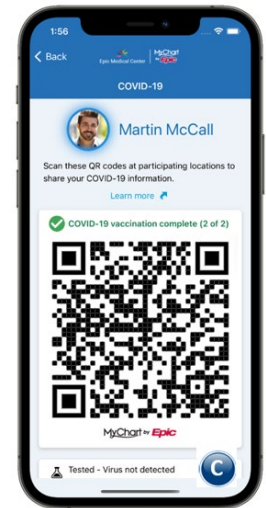 1:56
Back
Epic Medical Center
MyChart
by Epic
COVID-19
Martin McCall
Scan these QR codes at participating locations to
share your COVID-19 information.
Learn more
COVID-19 vaccination complete (2 of 2)
MyChart by Epic
Tested - Virus not detected
C